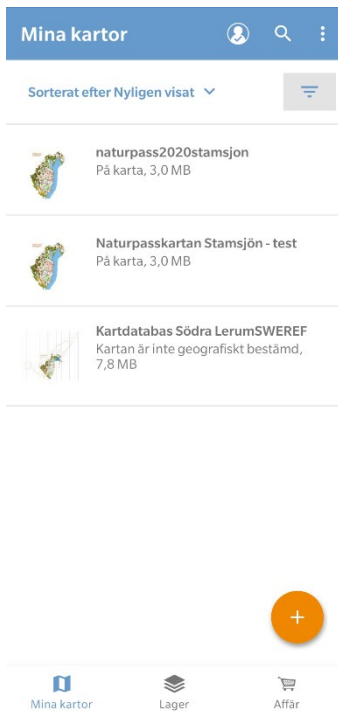 Mina kartor
Sorterat efter Nyligen visat
naturpass2020stamsjon
På karta, 3,0 MB
Naturpasskartan Stamsjön - test
På karta, 3,0 MB
Kartdatabas Södra LerumSWEREF
Kartan är inte geografiskt bestämd,
7,8 MB
Mina kartor
Lager
Affär